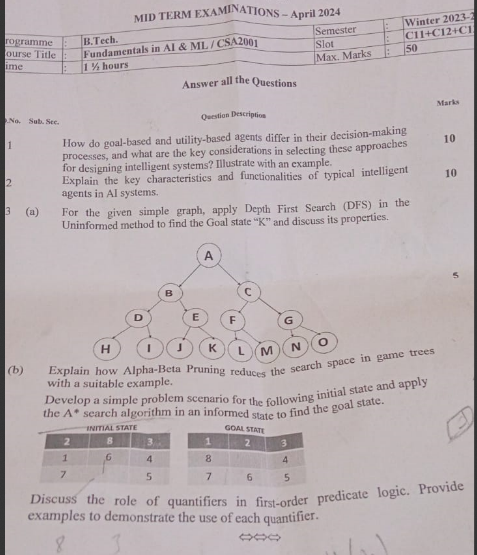 MID TERM EXAMINATIONS – April 2024
rogramme : B.Tech. Semester : Winter 2023-2
ourse Title : Fundamentals in AI & ML / CSA2001 Slot : C11+C12+C1
ime : 1 ½ hours Max. Marks : 50
Answer all the Questions
.No. Sub. Sec. Question Description Marks
1 How do goal-based and utility-based agents differ in their decision-making 10
processes, and what are the key considerations in selecting these approaches
for designing intelligent systems? Illustrate with an example.
2 Explain the key characteristics and functionalities of typical intelligent 10
agents in AI systems.
3 (a) For the given simple graph, apply Depth First Search (DFS) in the
Uninformed method to find the Goal state “K” and discuss its properties.
A
5
B C
D E F G
H I J K L M N O
(b) Explain how Alpha-Beta Pruning reduces the search space in game trees
with a suitable example.
Develop a simple problem scenario for the following initial state and apply
the A* search algorithm in an informed state to find the goal state.
INITIAL STATE GOAL STATE
2 8 3 1 2 3
1 6 4 8 4
7 5 7 6 5
Discuss the role of quantifiers in first-order predicate logic. Provide
examples to demonstrate the use of each quantifier.
⇔⇔⇔
8 3